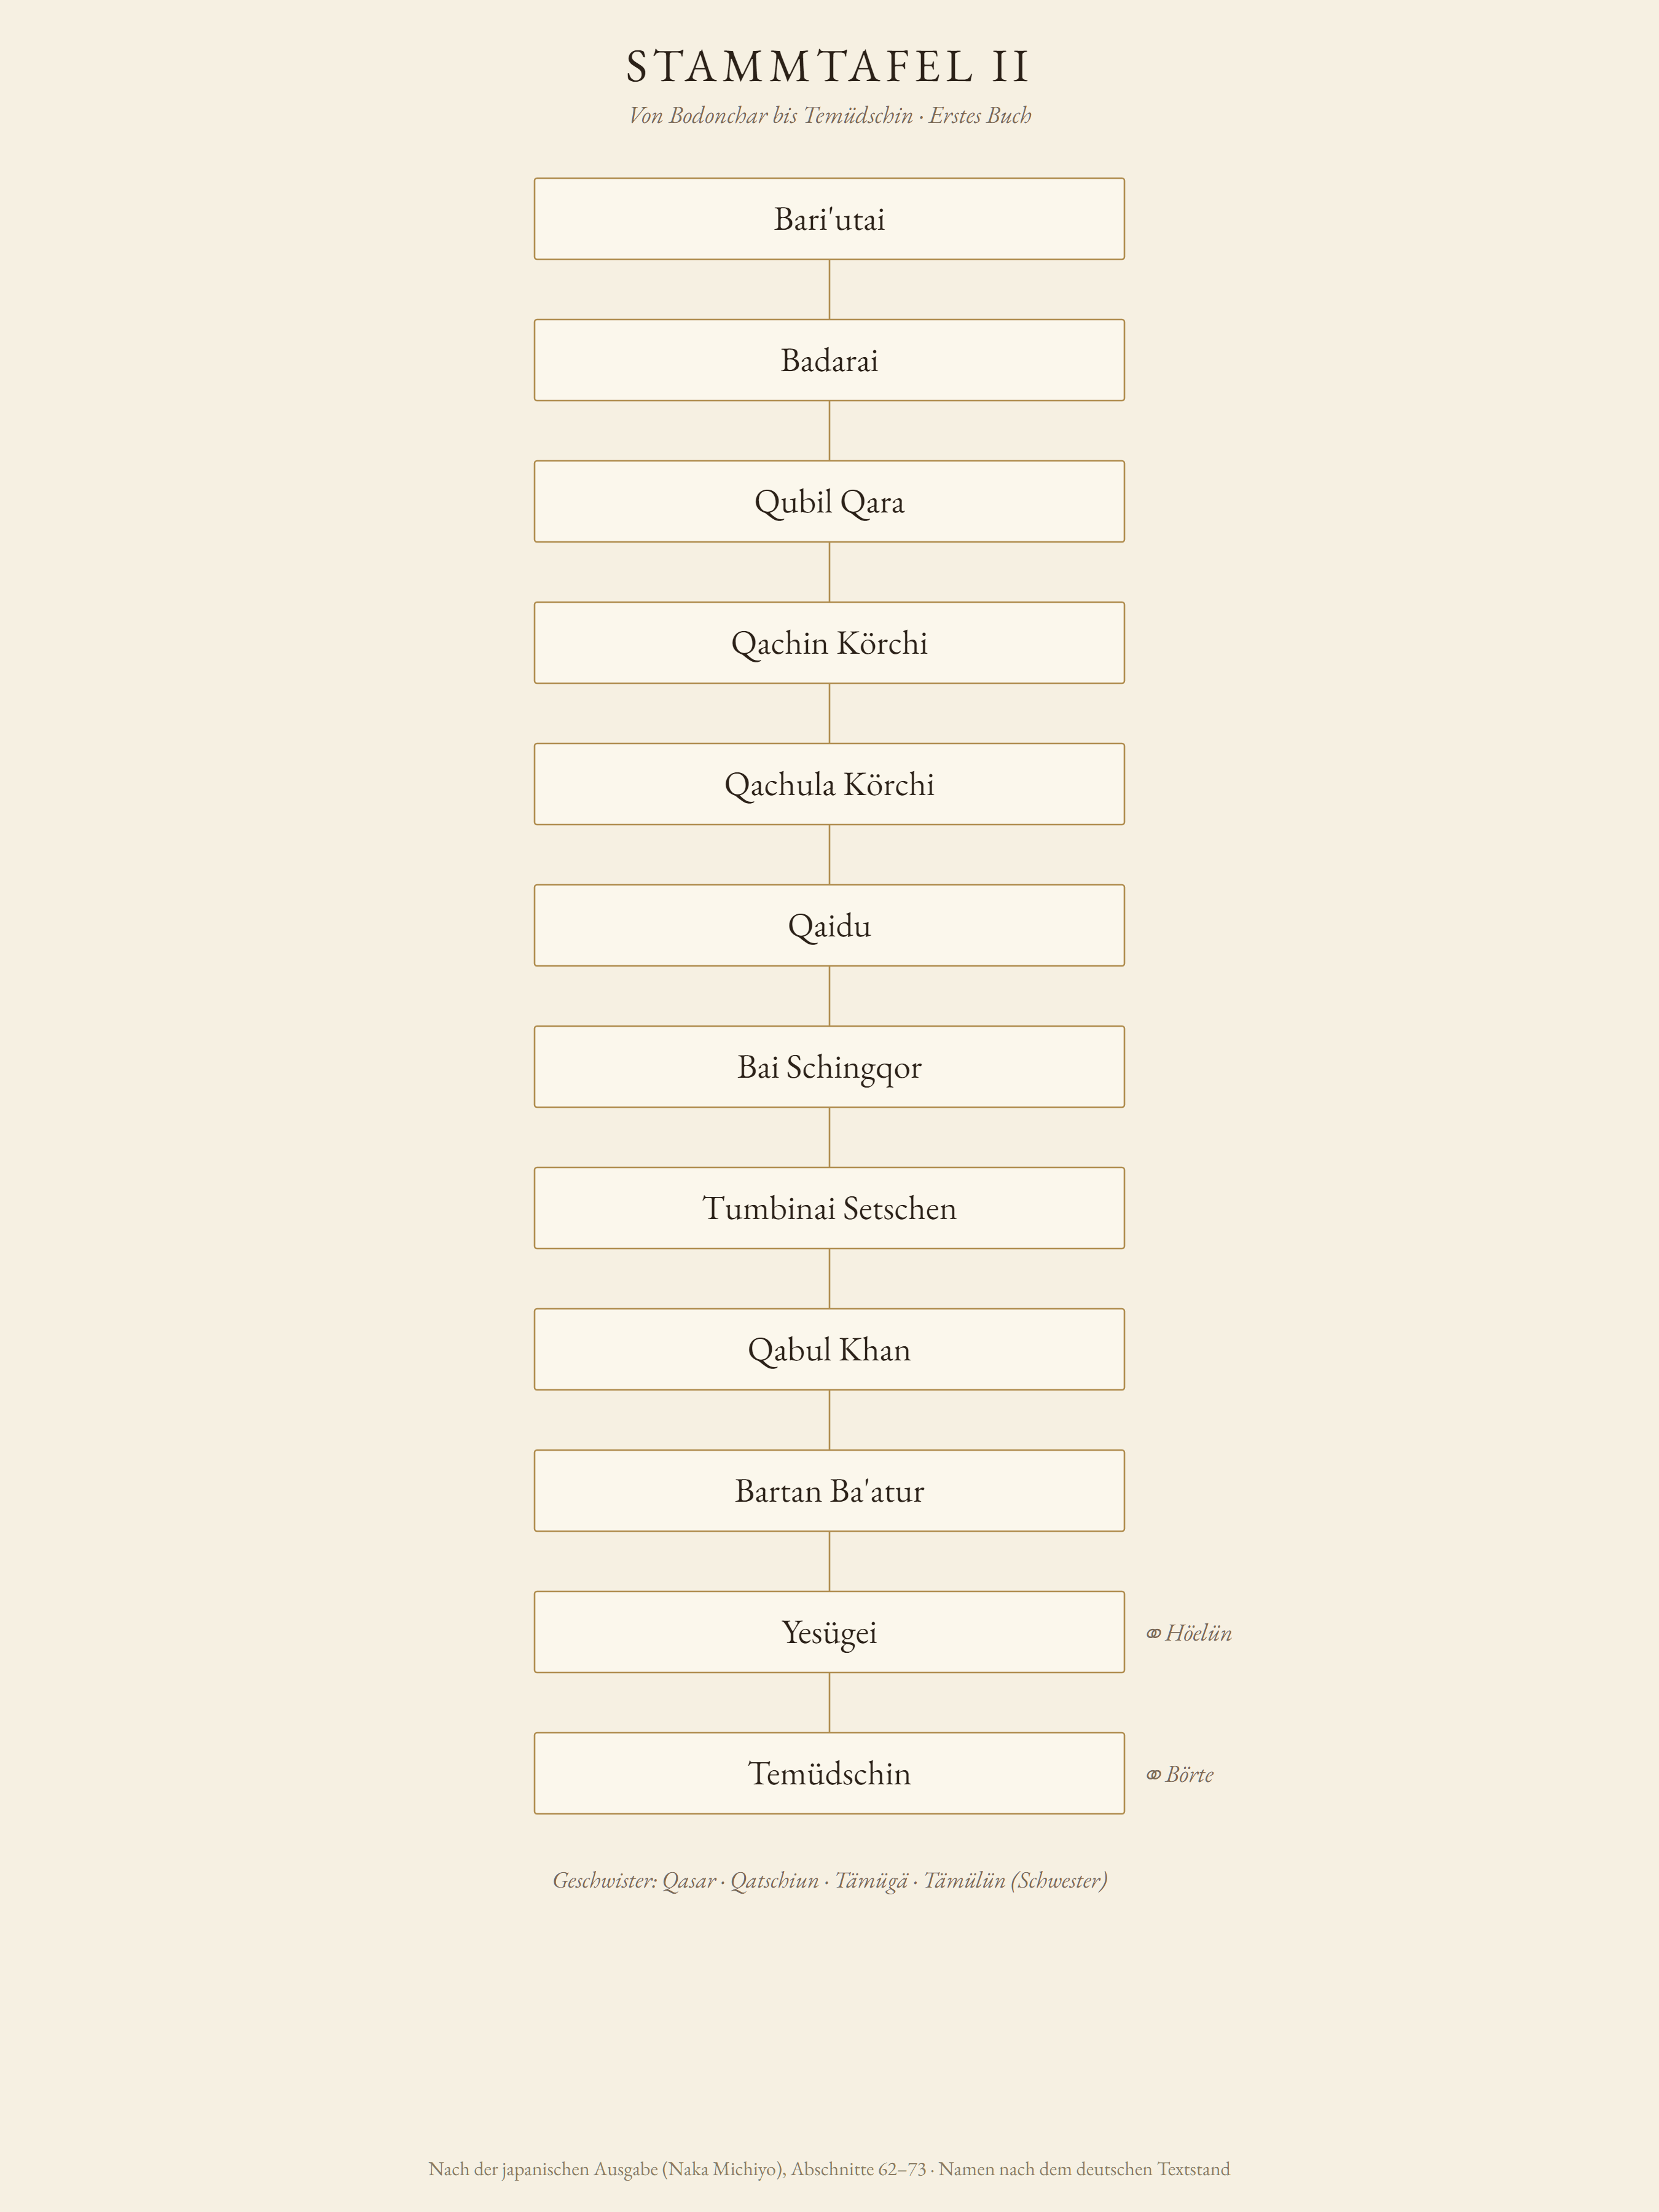 STAMMTAFEL II
Von Bodonchar bis Temüdschin · Erstes Buch
Bari'utai
Badarai
Qubil Qara
Qachin Körchi
Qachula Körchi
Qaidu
Bai Schingqor
Tumbinai Setschen
Qabul Khan
Bartan Ba'atur
Yesügei
⚭ Höelün
Temüdschin
⚭ Börte
Geschwister: Qasar · Qatschiun · Tämügä · Tämülün (Schwester)
Nach der japanischen Ausgabe (Naka Michiyo), Abschnitte 62–73 · Namen nach dem deutschen Textstand